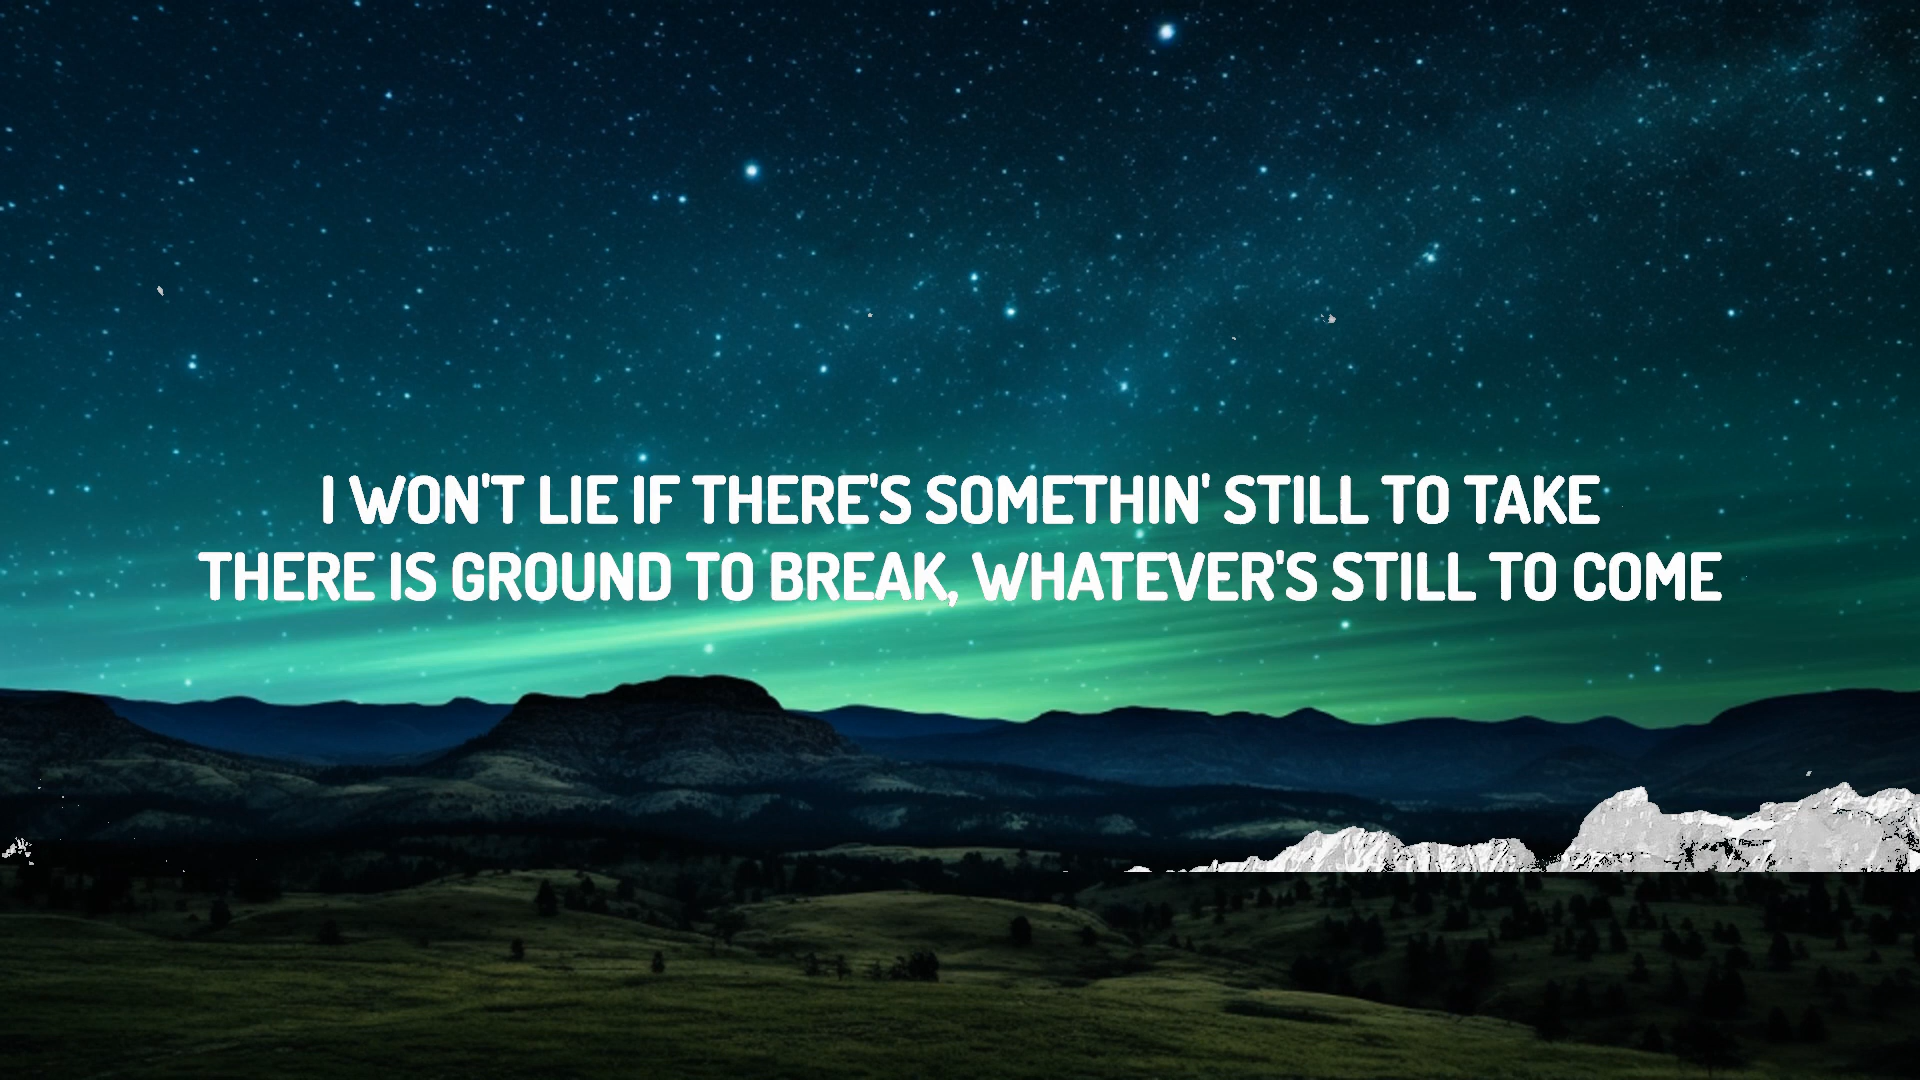 I WON'T LIE IF THERE'S SOMETHIN' STILL TO TAKE
THERE IS GROUND TO BREAK, WHATEVER'S STILL TO COME